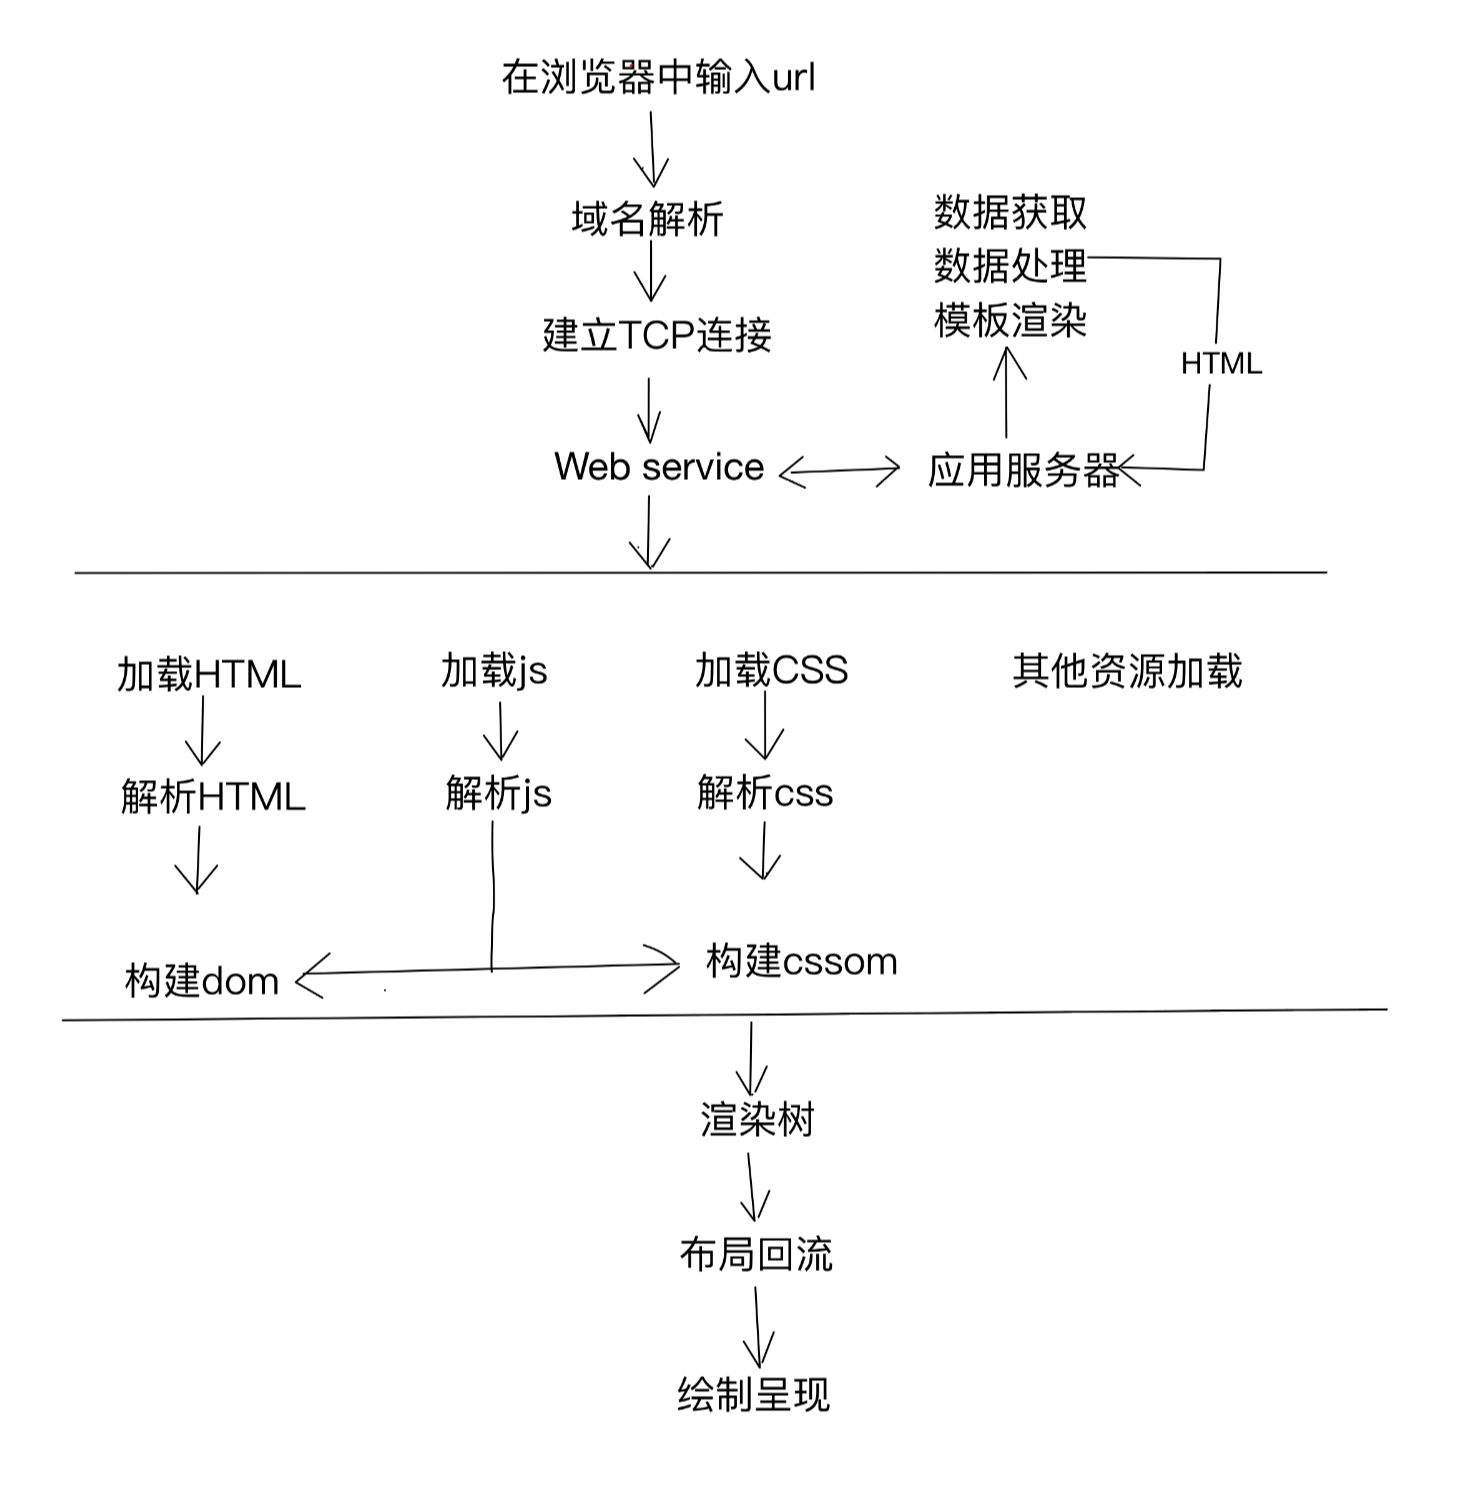 在浏览器中输入url
域名解析
建立TCP连接
Web service
数据获取
数据处理
模板渲染
HTML
应用服务器
加载HTML
加载js
加载CSS
其他资源加载
解析HTML
解析js
解析css
构建dom
构建cssom
渲染树
布局回流
绘制呈现